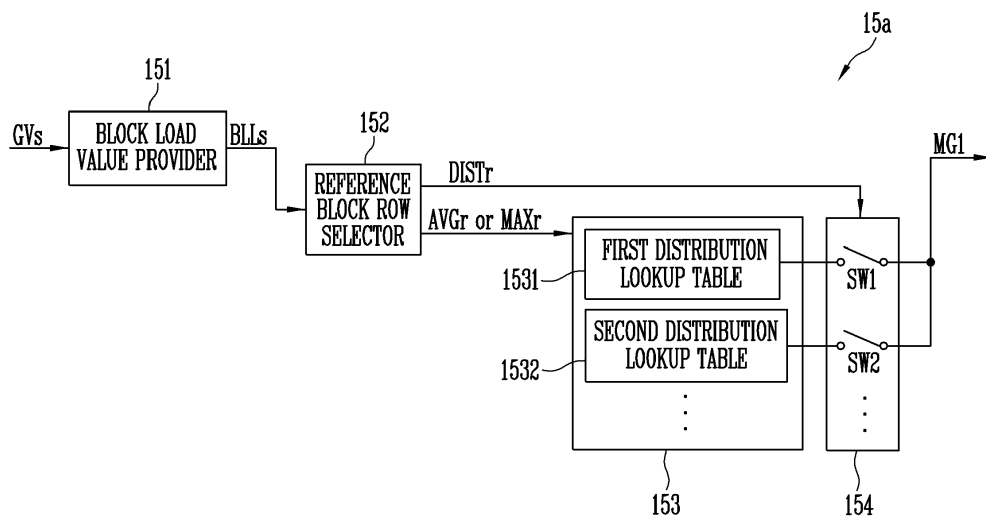 15a
151
GVs
BLOCK LOAD
VALUE PROVIDER
BLLs
152
REFERENCE
BLOCK ROW
SELECTOR
DISTr
AVGr or MAXr
MG1
1531
FIRST DISTRIBUTION
LOOKUP TABLE
SW1
1532
SECOND DISTRIBUTION
LOOKUP TABLE
SW2
153
154